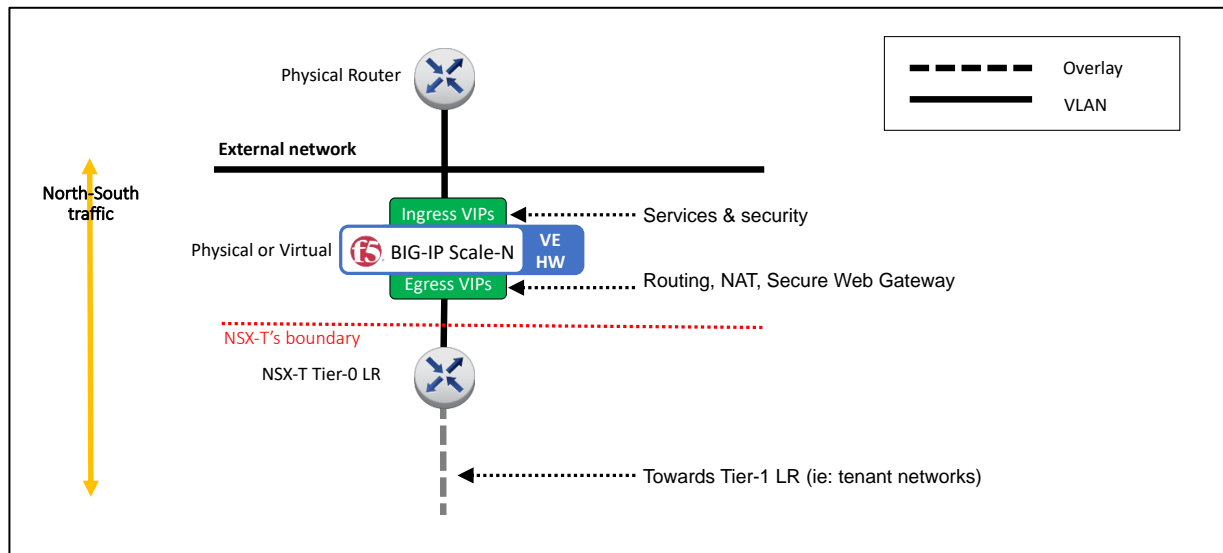 Physical Router
Overlay
VLAN
External network
North-South
traffic
Ingress VIPs
Services & security
Physical or Virtual
f5
BIG-IP Scale-N
VE
HW
Egress VIPs
Routing, NAT, Secure Web Gateway
NSX-T's boundary
NSX-T Tier-0 LR
Towards Tier-1 LR (ie: tenant networks)